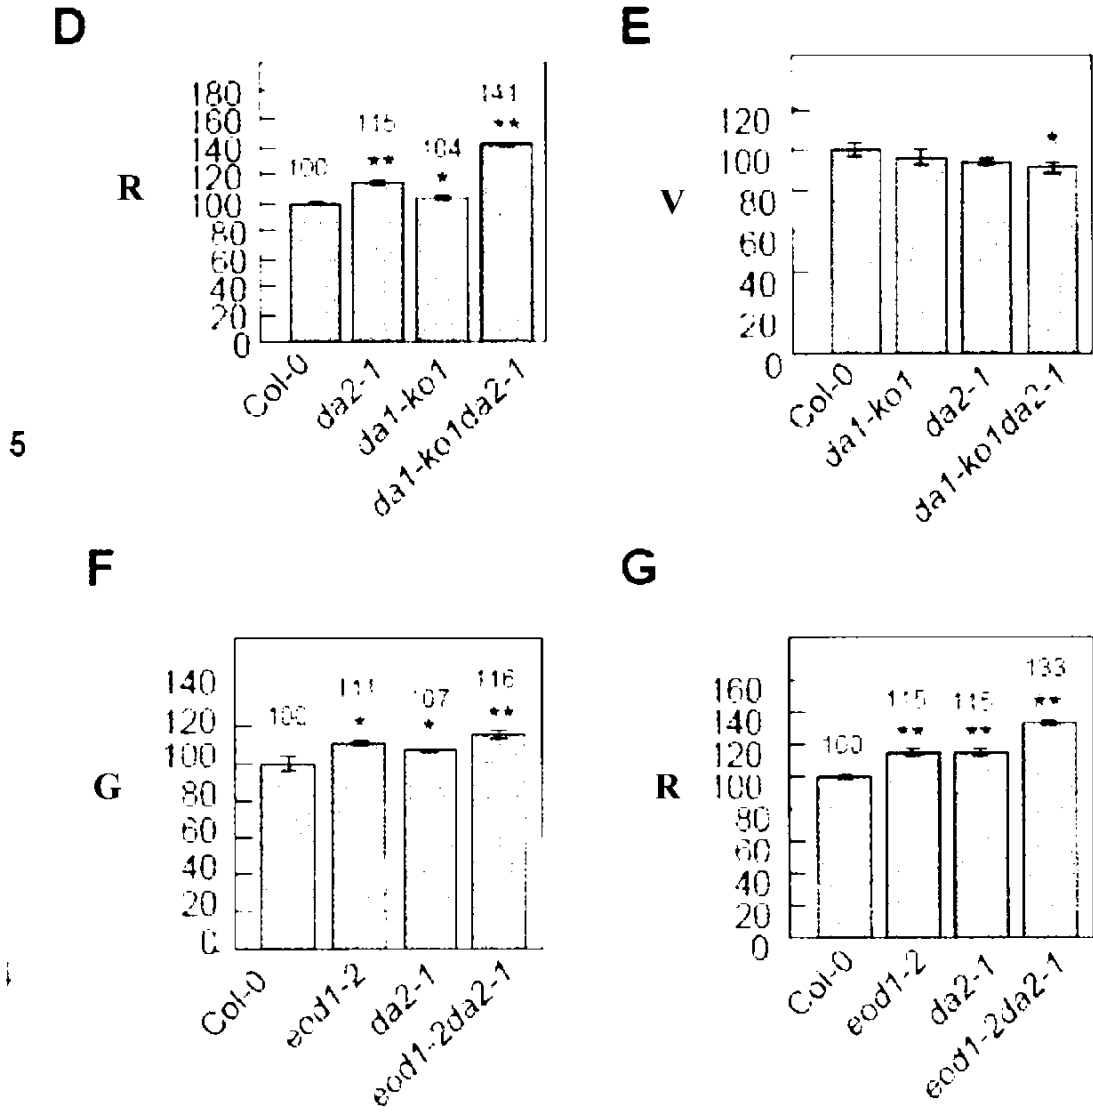 D
180
160
140
120
100
80
60
40
20
0
R
100
115
**
104
*
141
**
Col-0
da2-1
da1-ko1
da1-ko1da2-1
E
120
100
80
60
40
20
0
V
*
Col-0
da1-ko1
da2-1
da1-ko1da2-1
5
F
140
120
100
80
60
40
20
0
G
100
111
*
107
*
116
**
Col-0
eod1-2
da2-1
eod1-2da2-1
G
160
140
120
100
80
60
40
20
0
R
100
115
**
115
**
133
**
Col-0
eod1-2
da2-1
eod1-2da2-1